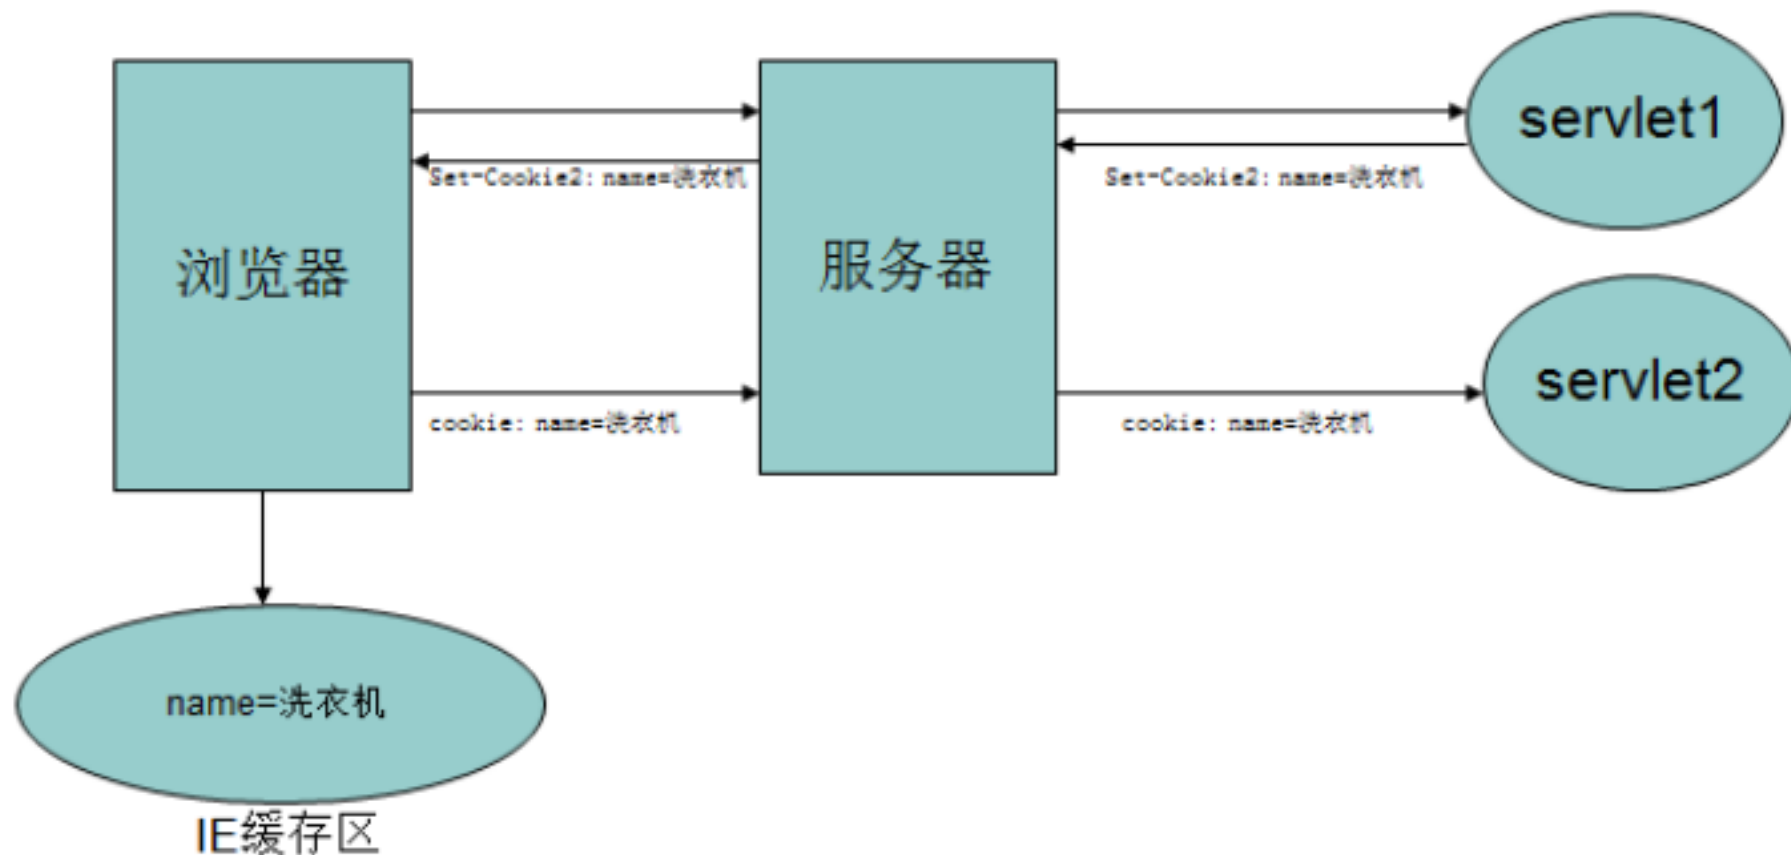 servlet1
Set-Cookie2: name=洗衣机
Set-Cookie2: name=洗衣机
浏览器
服务器
servlet2
cookie: name=洗衣机
cookie: name=洗衣机
name=洗衣机
IE缓存区